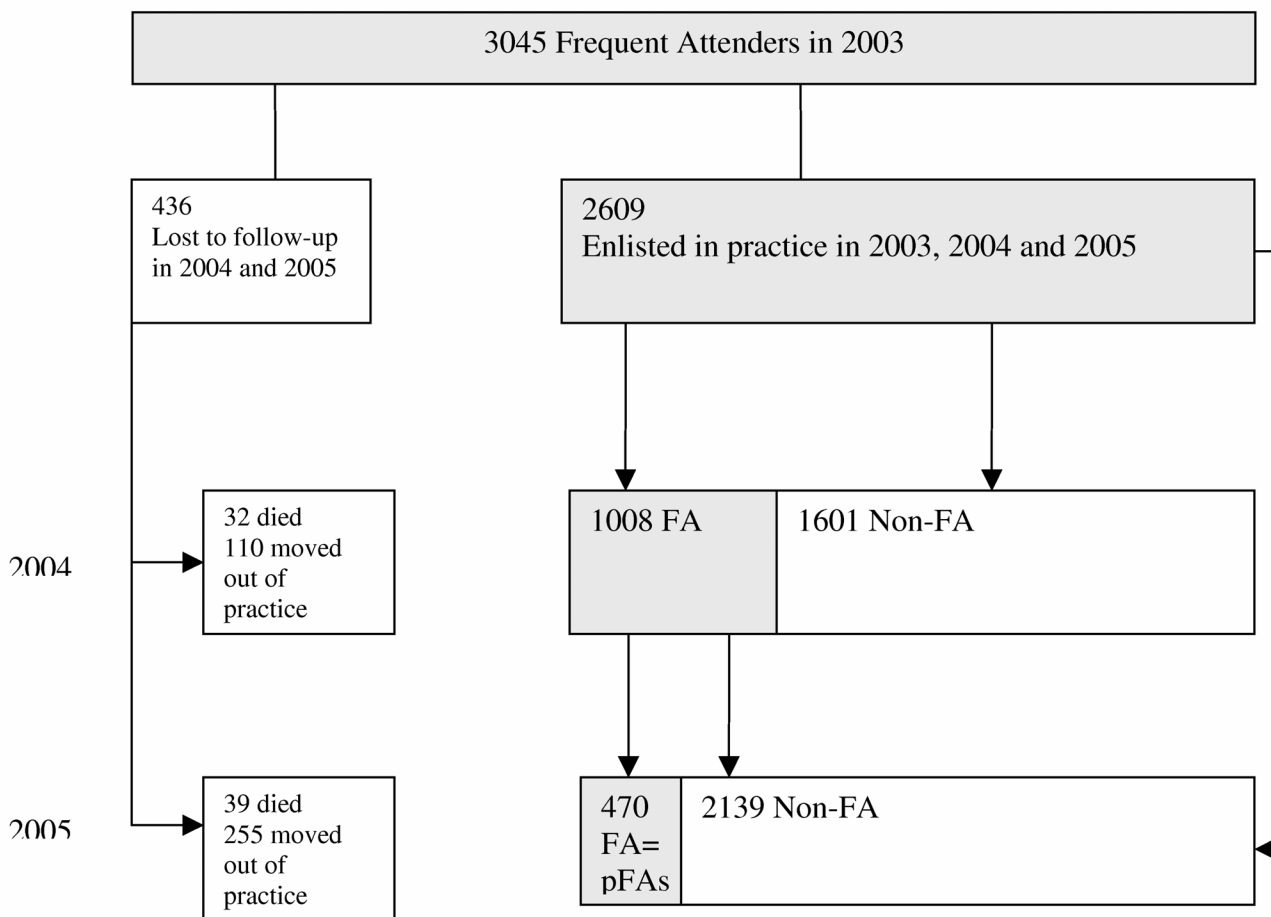 3045 Frequent Attenders in 2003
436
Lost to follow-up
in 2004 and 2005
2609
Enlisted in practice in 2003, 2004 and 2005
2004
32 died
110 moved
out of
practice
1008 FA
1601 Non-FA
2005
39 died
255 moved
out of
practice
470
FA=
pFAs
2139 Non-FA